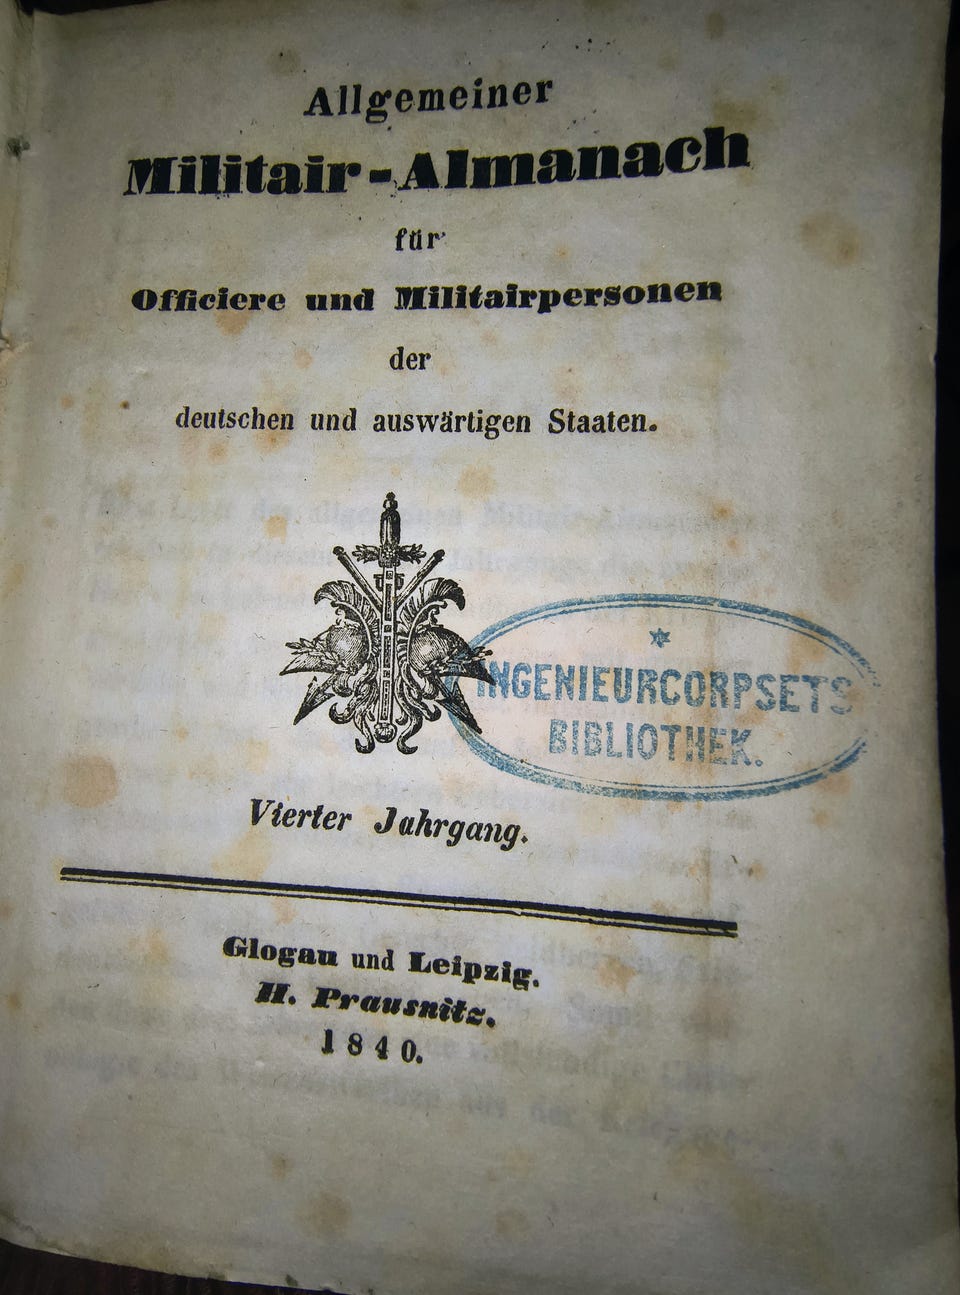 Allgemeiner
Militair-Almanach
für
Officiere und Militairpersonen
der
deutschen und auswärtigen Staaten.
INGENIEURCORPSETS
BIBLIOTHEK.
Vierter Jahrgang.
Glogau und Leipzig.
H. Prausnitz.
1840.